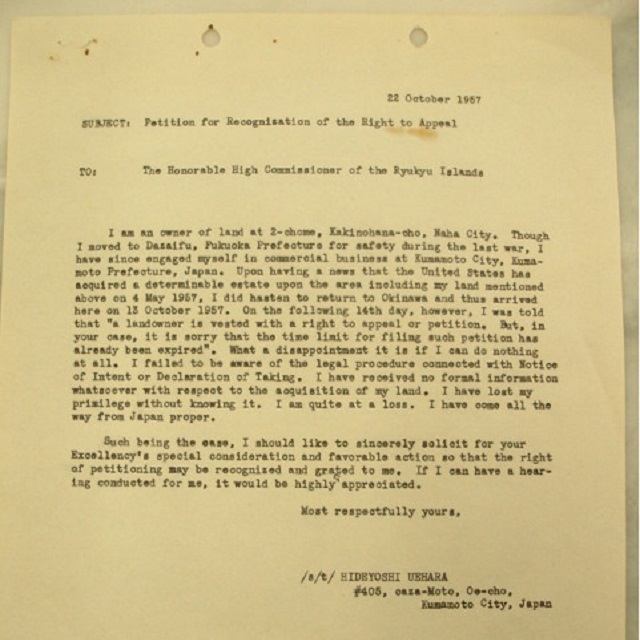 22 October 1957
SUBJECT: Petition for Recognization of the Right to Appeal
TO: The Honorable High Commissioner of the Ryukyu Islands
I am an owner of land at 2-chome, Kakinohana-cho, Naha City. Though
I moved to Dazaifu, Fukuoka Prefecture for safety during the last war, I
have since engaged myself in commercial business at Kumamoto City, Kuma-
moto Prefecture, Japan. Upon having a news that the United States has
acquired a determinable estate upon the area including my land mentioned
above on 4 May 1957, I did hasten to return to Okinawa and thus arrived
here on 13 October 1957. On the following 14th day, however, I was told
that "a landowner is vested with a right to appeal or petition. But, in
your case, it is sorry that the time limit for filing such petition has
already been expired". What a disappointment it is if I can do nothing
at all. I failed to be aware of the legal procedure connected with Notice
of Intent or Declaration of Taking. I have received no formal information
whatsoever with respect to the acquisition of my land. I have lost my
privilege without knowing it. I am quite at a loss. I have come all the
way from Japan proper.
Such being the case, I should like to sincerely solicit for your
Excellency's special consideration and favorable action so that the right
of petitioning may be recognized and grated to me. If I can have a hear-
ing conducted for me, it would be highly appreciated.
Most respectfully yours,
/s/t/ HIDEYOSHI UEHARA
#405, oaza-Moto, Oe-cho,
Kumamoto City, Japan